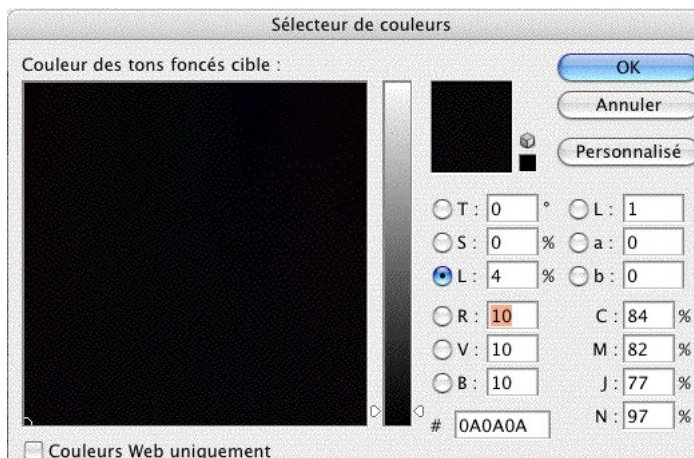 Sélecteur de couleurs
Couleur des tons foncés cible :
OK
Annuler
Personnalisé
T : 0 ° L : 1
S : 0 % a : 0
L : 4 % b : 0
R : 10 C : 84 %
V : 10 M : 82 %
B : 10 J : 77 %
# 0A0A0A N : 97 %
Couleurs Web uniquement